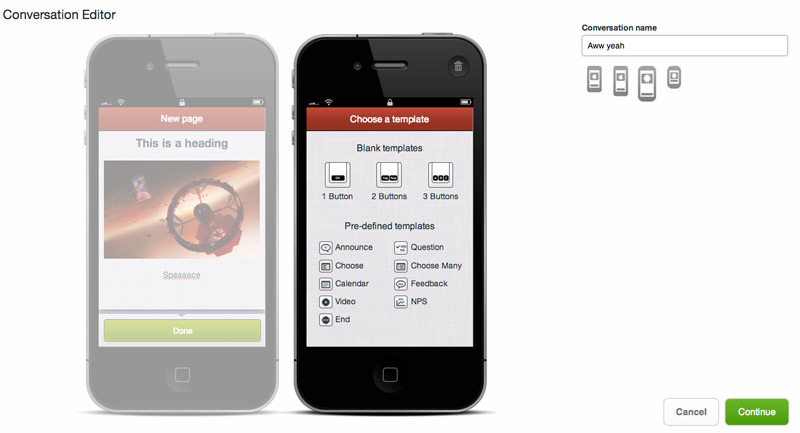 Conversation Editor
New page
This is a heading
Spaaaace
Done
Choose a template
Blank templates
1 Button
2 Buttons
3 Buttons
Pre-defined templates
Announce
Question
Choose
Choose Many
Calendar
Feedback
Video
NPS
End
Conversation name
Aww yeah
Cancel
Continue